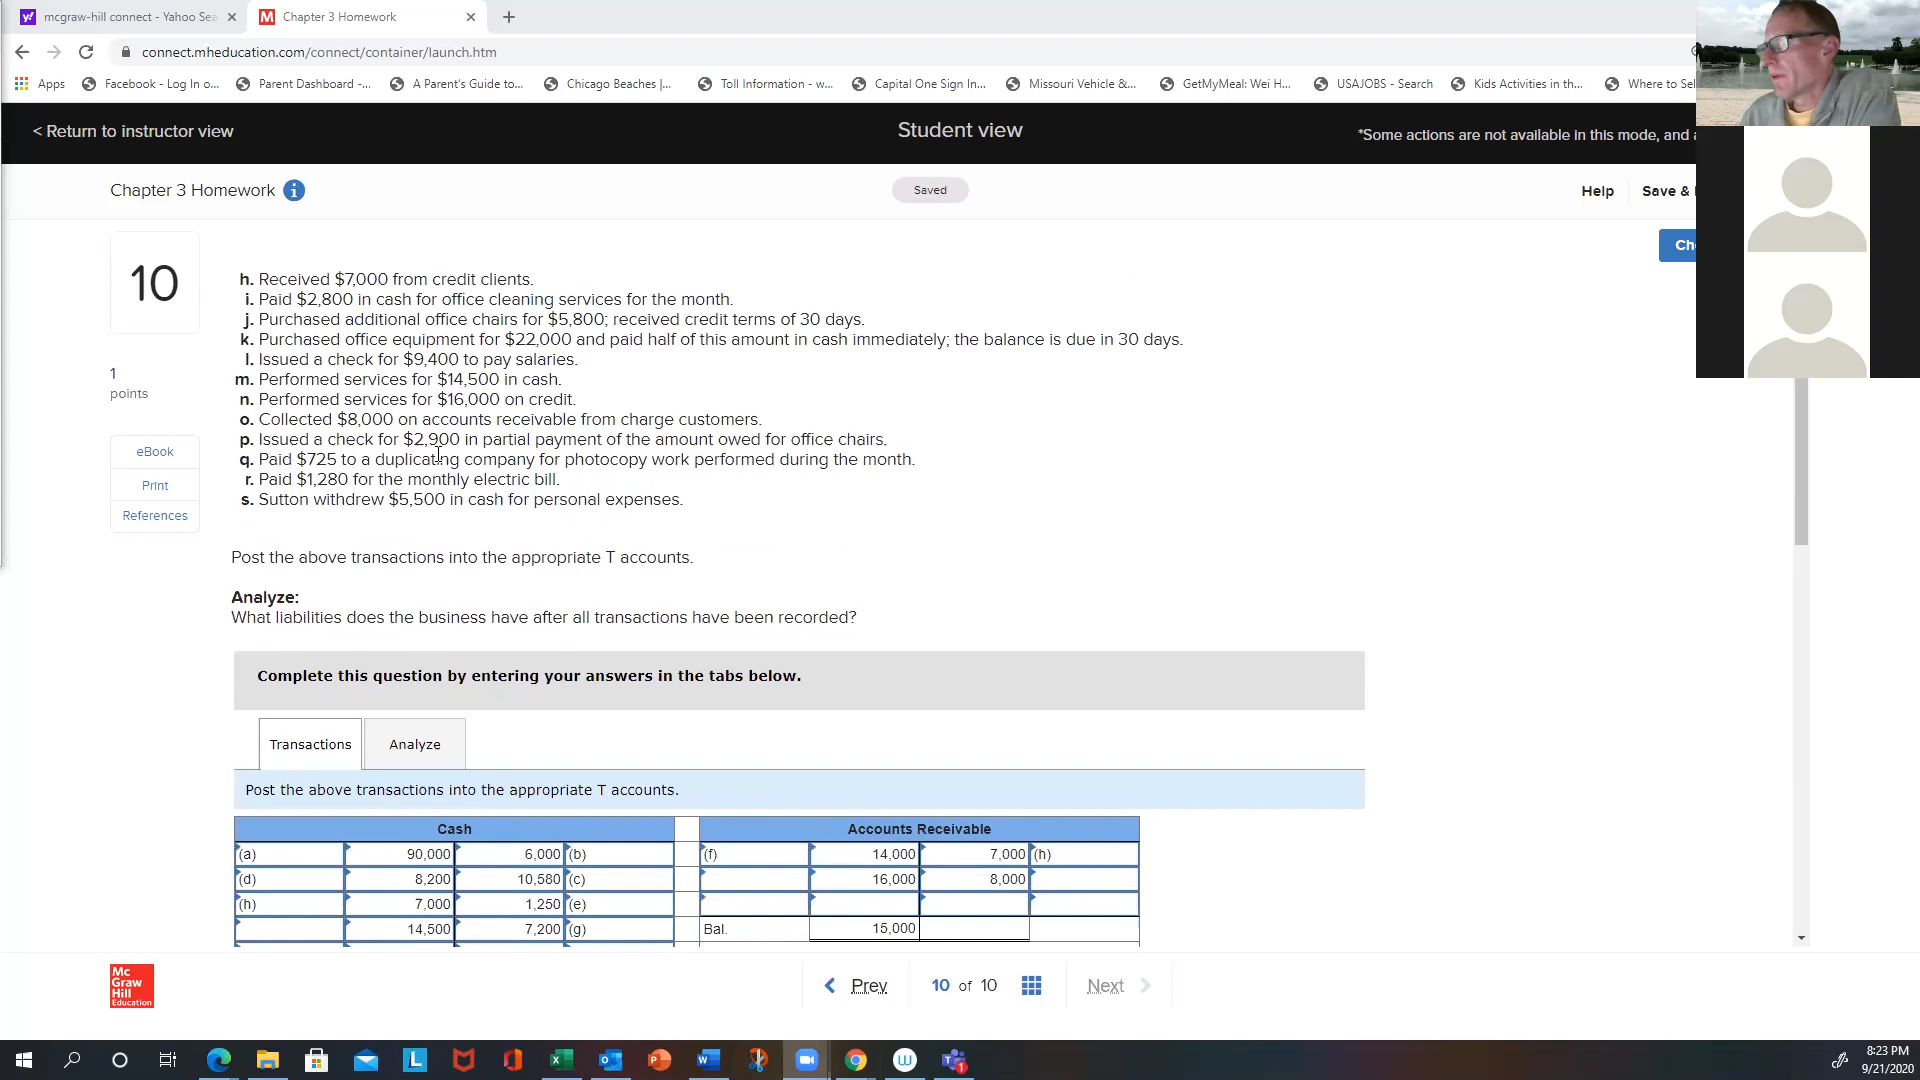 mcgraw-hill connect - Yahoo Sea
Chapter 3 Homework
connect.mheducation.com/connect/container/launch.htm
Apps
Facebook - Log In o...
Parent Dashboard -...
A Parent's Guide to...
Chicago Beaches |...
Toll Information - w...
Capital One Sign In...
Missouri Vehicle &...
GetMyMeal: Wei H...
USAJOBS - Search
Kids Activities in th...
Where to Sel
< Return to instructor view
Student view
*Some actions are not available in this mode, and
Chapter 3 Homework
Saved
Help
Save &
10
1
points
eBook
Print
References
h. Received $7,000 from credit clients.
i. Paid $2,800 in cash for office cleaning services for the month.
j. Purchased additional office chairs for $5,800; received credit terms of 30 days.
k. Purchased office equipment for $22,000 and paid half of this amount in cash immediately; the balance is due in 30 days.
l. Issued a check for $9,400 to pay salaries.
m. Performed services for $14,500 in cash.
n. Performed services for $16,000 on credit.
o. Collected $8,000 on accounts receivable from charge customers.
p. Issued a check for $2,900 in partial payment of the amount owed for office chairs.
q. Paid $725 to a duplicating company for photocopy work performed during the month.
r. Paid $1,280 for the monthly electric bill.
s. Sutton withdrew $5,500 in cash for personal expenses.
Post the above transactions into the appropriate T accounts.
Analyze:
What liabilities does the business have after all transactions have been recorded?
Complete this question by entering your answers in the tabs below.
Transactions
Analyze
Post the above transactions into the appropriate T accounts.
Cash
Accounts Receivable
(a) 90,000 6,000 (b)
(f) 14,000 7,000 (h)
(d) 8,200 10,580 (c)
16,000 8,000
(h) 7,000 1,250 (e)
14,500 7,200 (g)
Bal. 15,000
Mc
Graw
Hill
Education
Prev
10 of 10
Next
8:23 PM
9/21/2020